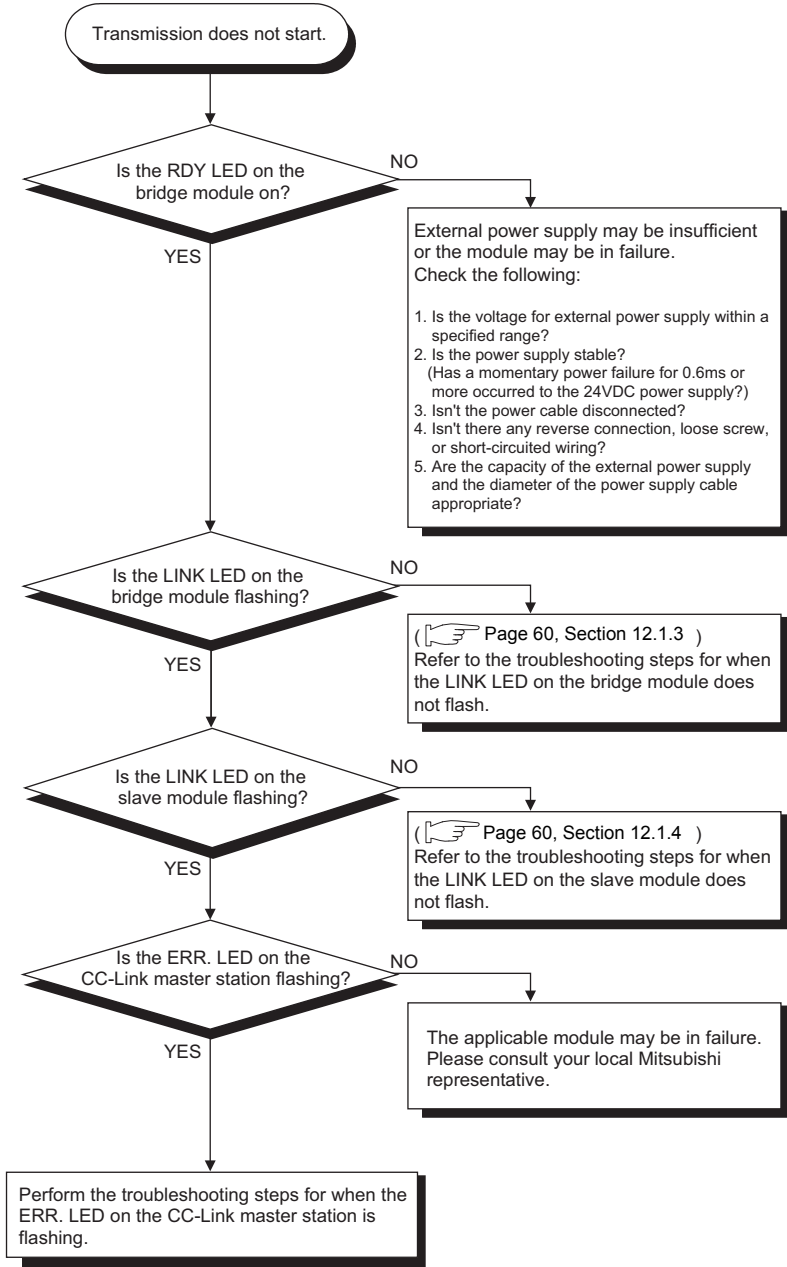 Transmission does not start.
Is the RDY LED on the
bridge module on?
NO
YES
External power supply may be insufficient
or the module may be in failure.
Check the following:
1. Is the voltage for external power supply within a
specified range?
2. Is the power supply stable?
(Has a momentary power failure for 0.6ms or
more occurred to the 24VDC power supply?)
3. Isn't the power cable disconnected?
4. Isn't there any reverse connection, loose screw,
or short-circuited wiring?
5. Are the capacity of the external power supply
and the diameter of the power supply cable
appropriate?
Is the LINK LED on the
bridge module flashing?
NO
YES
( Page 60, Section 12.1.3 )
Refer to the troubleshooting steps for when
the LINK LED on the bridge module does
not flash.
Is the LINK LED on the
slave module flashing?
NO
YES
( Page 60, Section 12.1.4 )
Refer to the troubleshooting steps for when
the LINK LED on the slave module does
not flash.
Is the ERR. LED on the
CC-Link master station flashing?
NO
YES
The applicable module may be in failure.
Please consult your local Mitsubishi
representative.
Perform the troubleshooting steps for when the
ERR. LED on the CC-Link master station is
flashing.